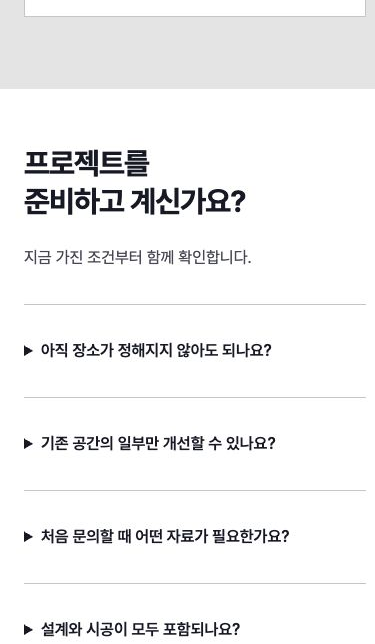 프로젝트를
준비하고 계신가요?
지금 가진 조건부터 함께 확인합니다.
▶ 아직 장소가 정해지지 않아도 되나요?
▶ 기존 공간의 일부만 개선할 수 있나요?
▶ 처음 문의할 때 어떤 자료가 필요한가요?
▶ 설계와 시공이 모두 포함되나요?